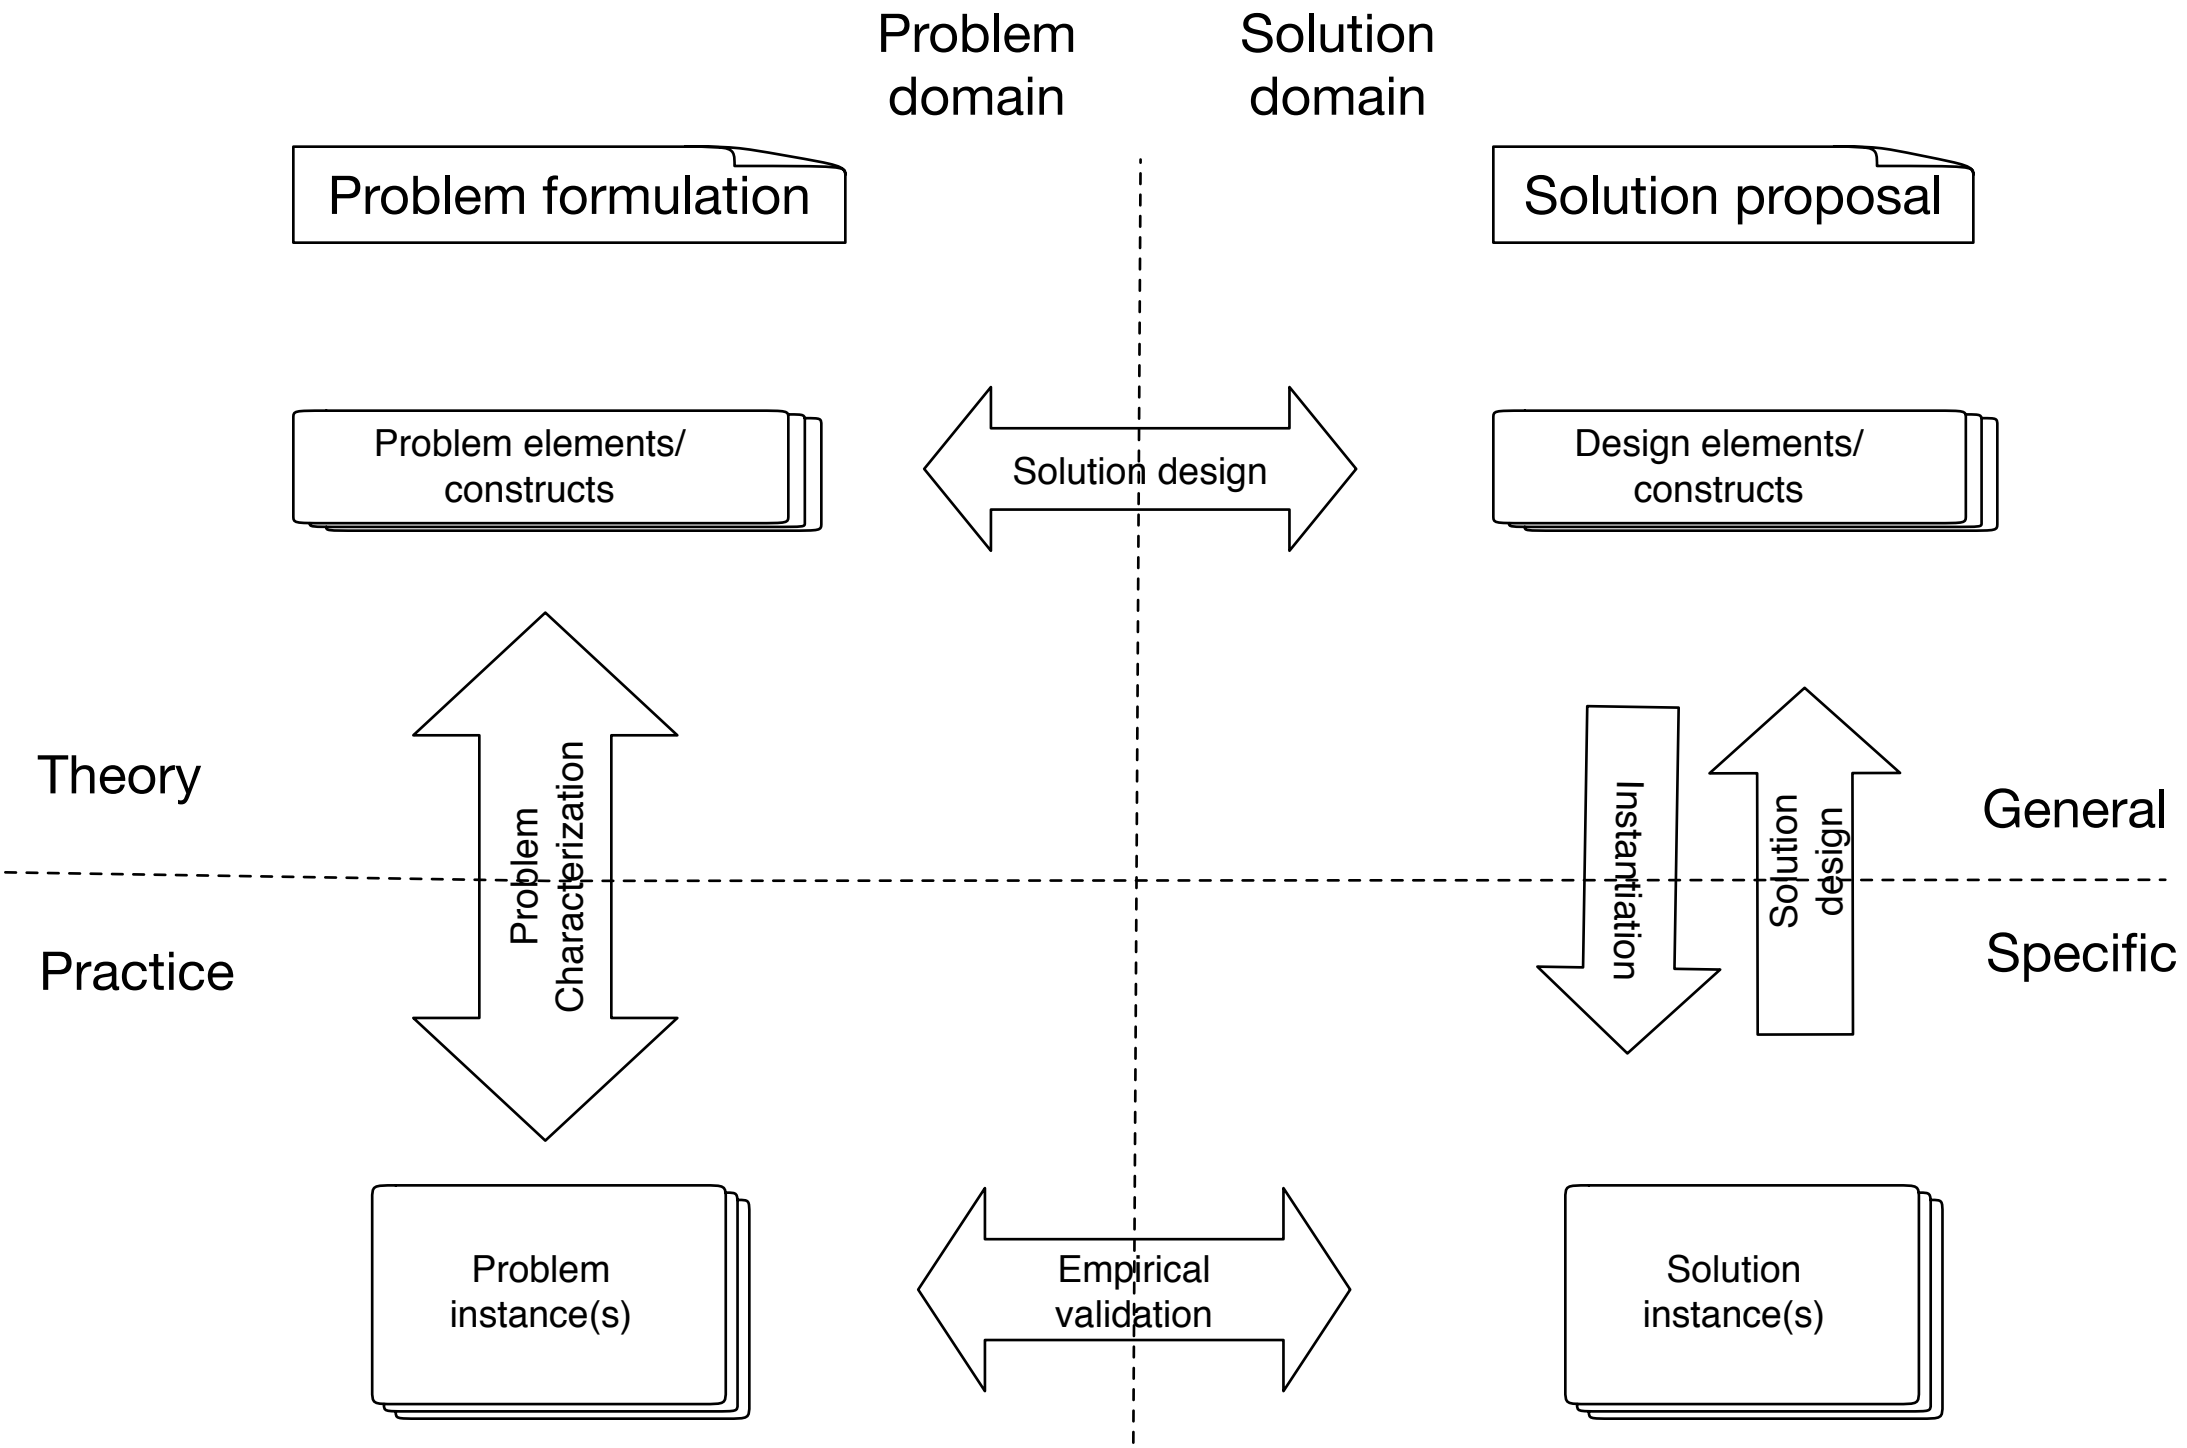 Problem
domain
Solution
domain
Problem formulation
Solution proposal
Problem elements/
constructs
Solution design
Design elements/
constructs
Theory
Practice
Problem
Characterization
Instantiation
Solution
design
General
Specific
Problem
instance(s)
Empirical
validation
Solution
instance(s)